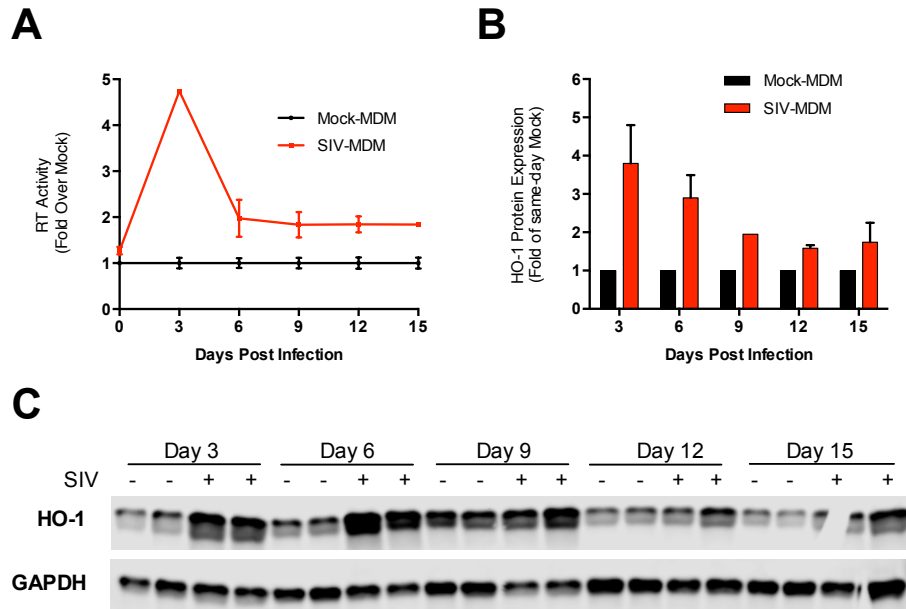 A
RT Activity
(Fold Over Mock)
5
4
3
2
1
0
0 3 6 9 12 15
Days Post Infection
Mock-MDM
SIV-MDM
B
HO-1 Protein Expression
(Fold of same-day Mock)
6
5
4
3
2
1
0
3 6 9 12 15
Days Post Infection
Mock-MDM
SIV-MDM
C
Day 3 Day 6 Day 9 Day 12 Day 15
SIV - - + + - - + + - - + + - - + + - - + +
HO-1
GAPDH